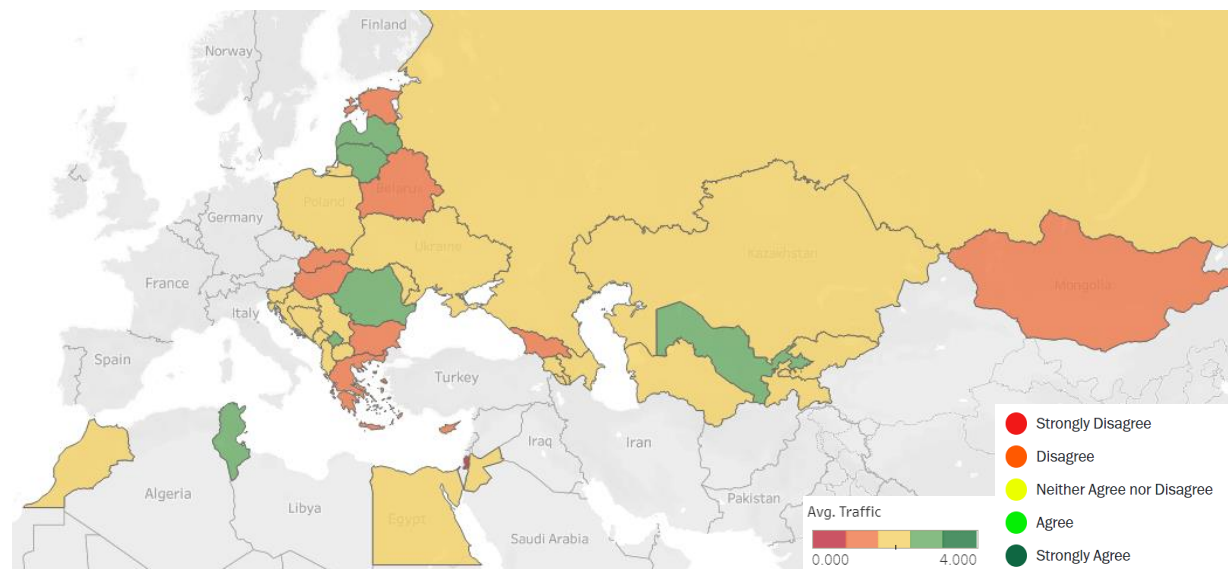 Finland
Norway
Belarus
Poland
Germany
Ukraine
Kazakhstan
France
Mongolia
Italy
Spain
Turkey
Iraq
Iran
Algeria
Libya
Egypt
Pakistan
Saudi Arabia
Strongly Disagree
Disagree
Neither Agree nor Disagree
Agree
Strongly Agree
Avg. Traffic
0.000 4.000